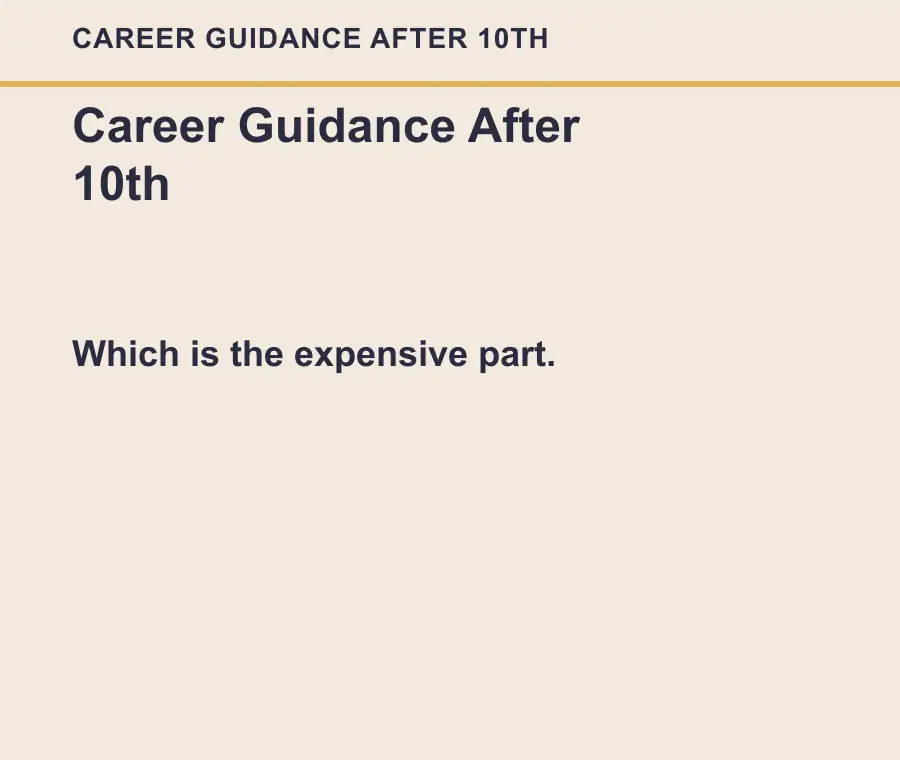 CAREER GUIDANCE AFTER 10TH
Career Guidance After
10th
Which is the expensive part.